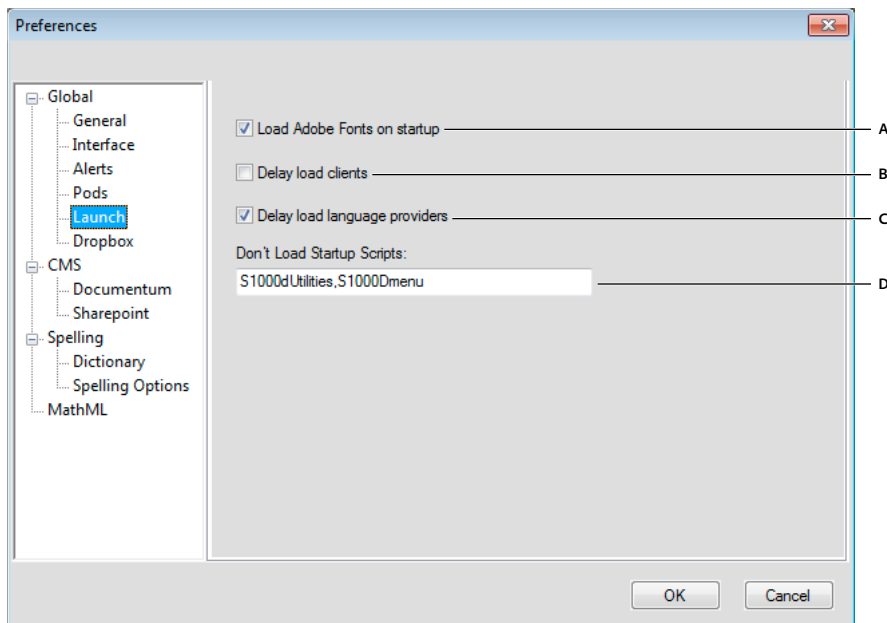 Preferences
Global
General
Interface
Alerts
Pods
Launch
Dropbox
CMS
Documentum
Sharepoint
Spelling
Dictionary
Spelling Options
MathML
Load Adobe Fonts on startup
A
Delay load clients
B
Delay load language providers
C
Don't Load Startup Scripts:
S1000dUtilities,S1000Dmenu
D
OK
Cancel